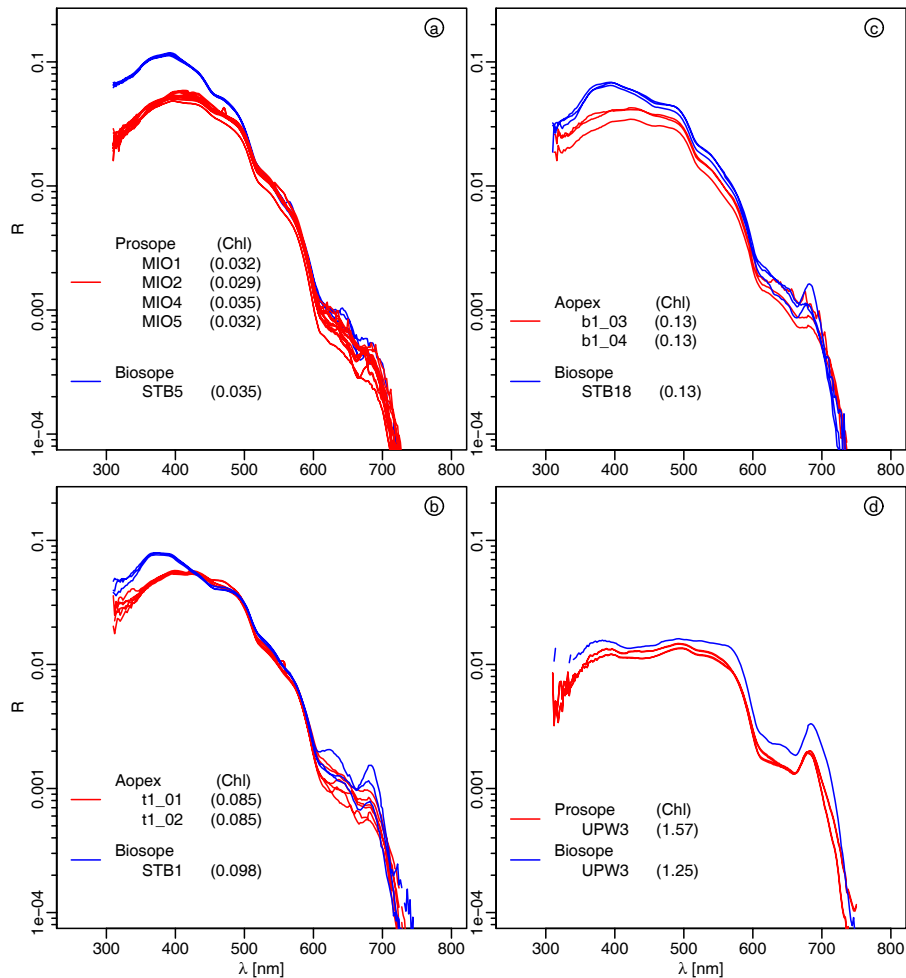 a
0.1
0.01
0.001
1e−04
R
Prosope (Chl)
MIO1 (0.032)
MIO2 (0.029)
MIO4 (0.035)
MIO5 (0.032)
Biosope
STB5 (0.035)
300 400 500 600 700 800
c
0.1
0.01
0.001
1e−04
Aopex (Chl)
b1_03 (0.13)
b1_04 (0.13)
Biosope
STB18 (0.13)
300 400 500 600 700 800
b
0.1
0.01
0.001
1e−04
R
Aopex (Chl)
t1_01 (0.085)
t1_02 (0.085)
Biosope
STB1 (0.098)
300 400 500 600 700 800
λ [nm]
d
0.1
0.01
0.001
1e−04
Prosope (Chl)
UPW3 (1.57)
Biosope
UPW3 (1.25)
300 400 500 600 700 800
λ [nm]